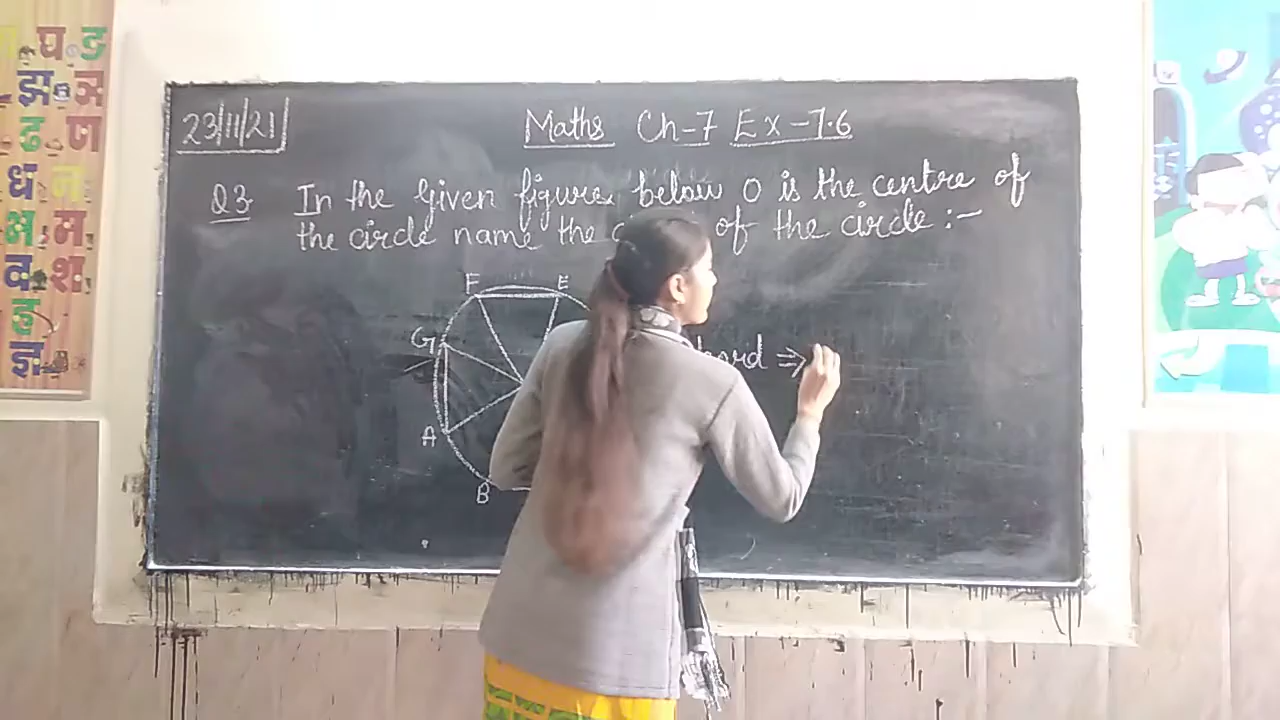 23/11/21
Maths Ch-7 Ex-7.6
Q3 In the given figure below O is the centre of
the circle name the of the circle :-
F E
G
A
B
⇒
घ ङ
झ ञ
ढ ण
ध न
म
व श
ज्ञ